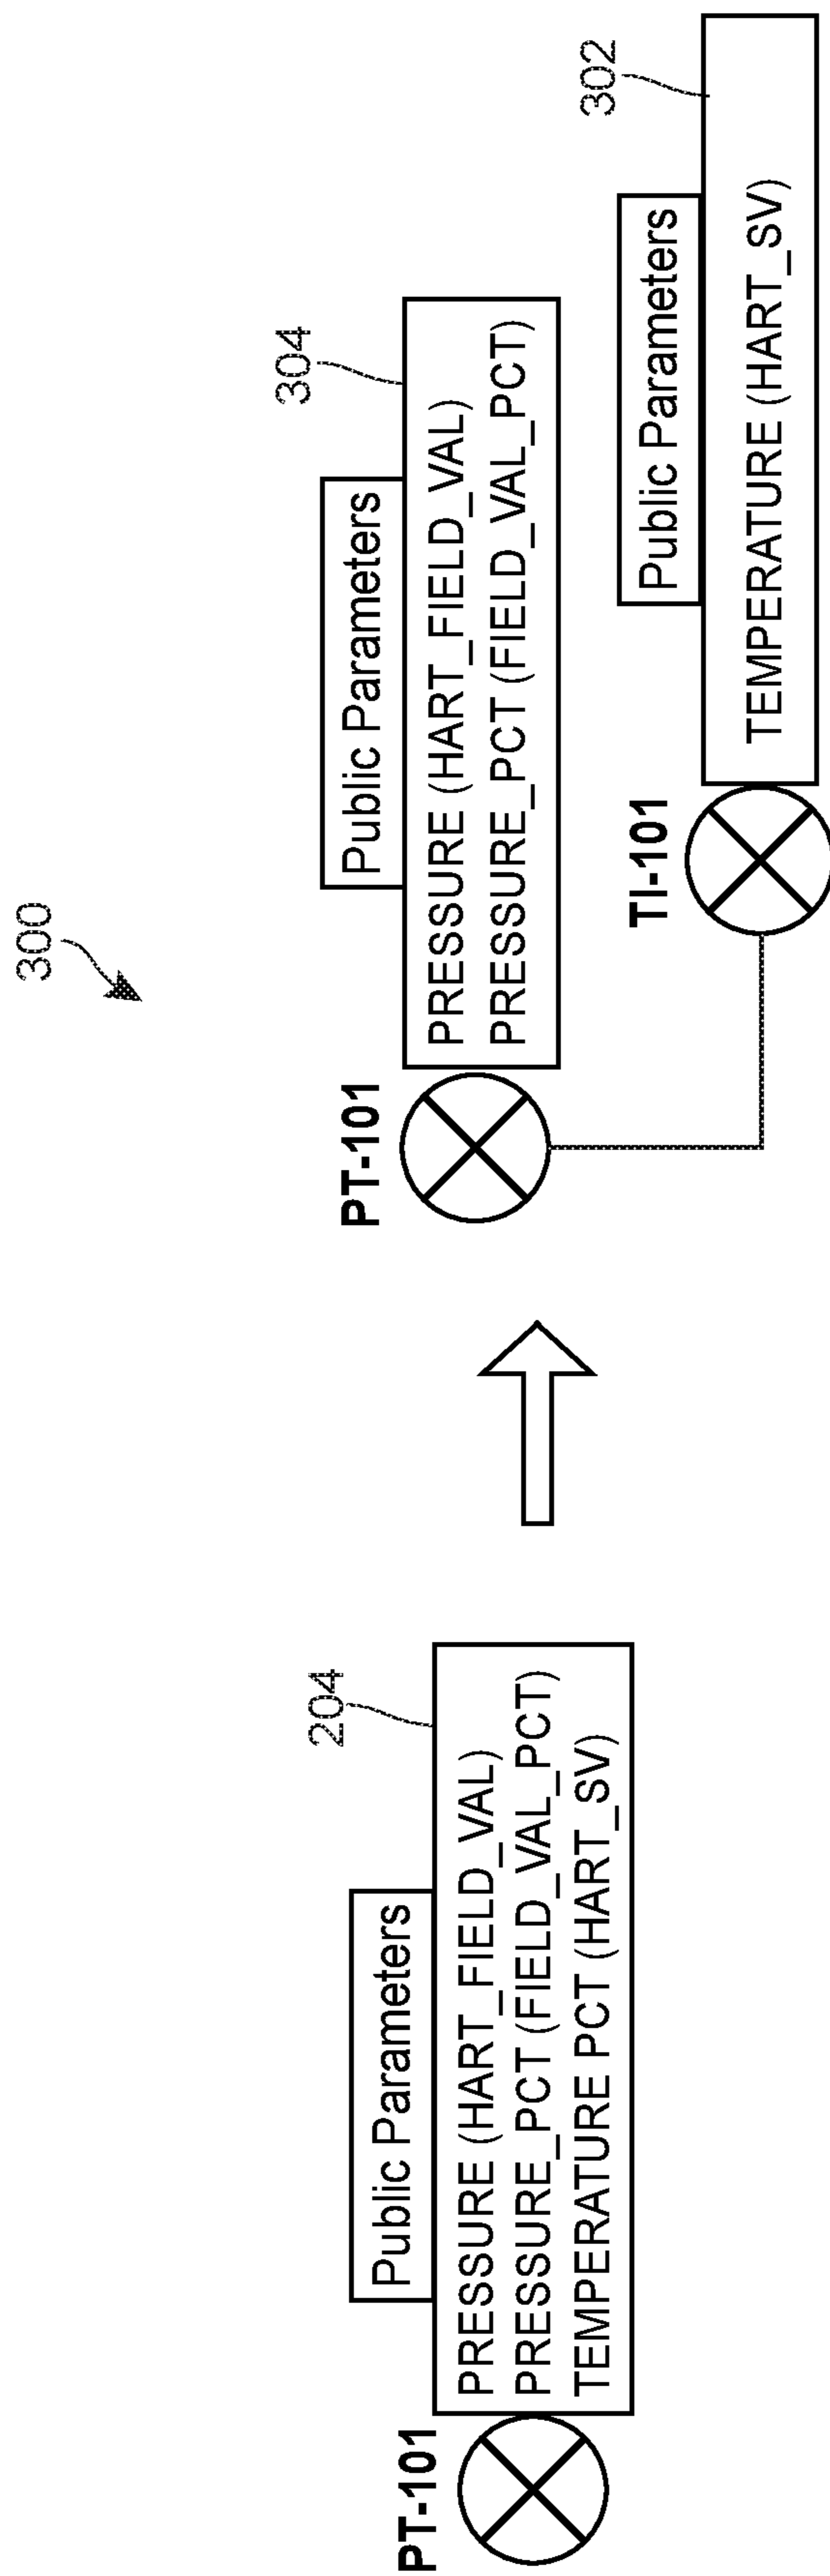 300
PT-101
Public Parameters
204
PRESSURE (HART_FIELD_VAL)
PRESSURE_PCT (FIELD_VAL_PCT)
TEMPERATURE PCT (HART_SV)
PT-101
Public Parameters
304
PRESSURE (HART_FIELD_VAL)
PRESSURE_PCT (FIELD_VAL_PCT)
TI-101
Public Parameters
302
TEMPERATURE (HART_SV)